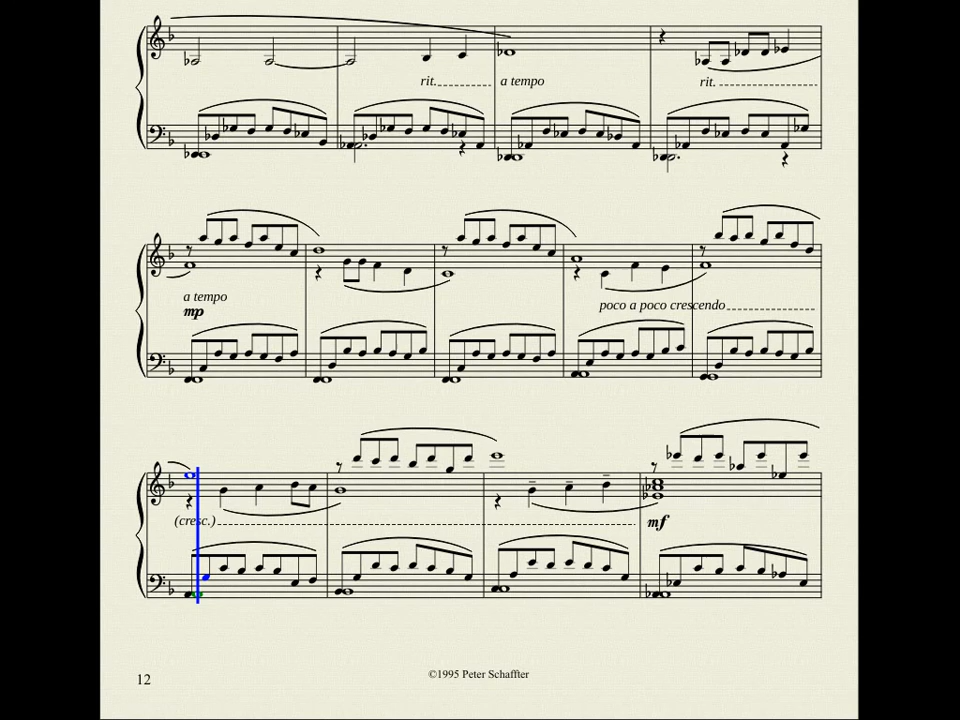 rit. a tempo rit.
a tempo
mp
poco a poco crescendo
(cresc.)
mf
12
©1995 Peter Schaffter